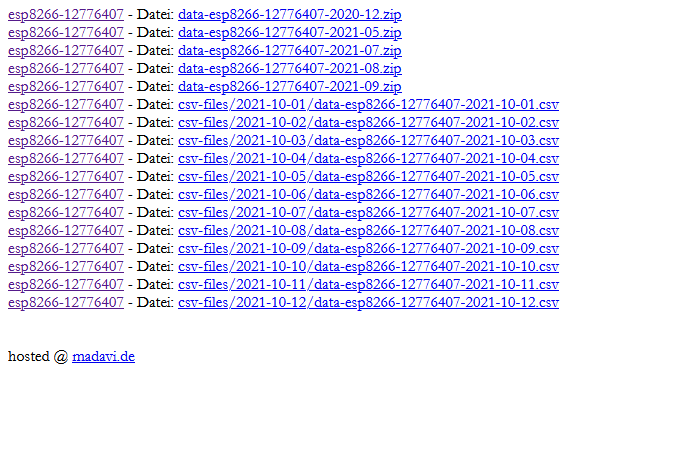 esp8266-12776407 - Datei: data-esp8266-12776407-2020-12.zip
esp8266-12776407 - Datei: data-esp8266-12776407-2021-05.zip
esp8266-12776407 - Datei: data-esp8266-12776407-2021-07.zip
esp8266-12776407 - Datei: data-esp8266-12776407-2021-08.zip
esp8266-12776407 - Datei: data-esp8266-12776407-2021-09.zip
esp8266-12776407 - Datei: csv-files/2021-10-01/data-esp8266-12776407-2021-10-01.csv
esp8266-12776407 - Datei: csv-files/2021-10-02/data-esp8266-12776407-2021-10-02.csv
esp8266-12776407 - Datei: csv-files/2021-10-03/data-esp8266-12776407-2021-10-03.csv
esp8266-12776407 - Datei: csv-files/2021-10-04/data-esp8266-12776407-2021-10-04.csv
esp8266-12776407 - Datei: csv-files/2021-10-05/data-esp8266-12776407-2021-10-05.csv
esp8266-12776407 - Datei: csv-files/2021-10-06/data-esp8266-12776407-2021-10-06.csv
esp8266-12776407 - Datei: csv-files/2021-10-07/data-esp8266-12776407-2021-10-07.csv
esp8266-12776407 - Datei: csv-files/2021-10-08/data-esp8266-12776407-2021-10-08.csv
esp8266-12776407 - Datei: csv-files/2021-10-09/data-esp8266-12776407-2021-10-09.csv
esp8266-12776407 - Datei: csv-files/2021-10-10/data-esp8266-12776407-2021-10-10.csv
esp8266-12776407 - Datei: csv-files/2021-10-11/data-esp8266-12776407-2021-10-11.csv
esp8266-12776407 - Datei: csv-files/2021-10-12/data-esp8266-12776407-2021-10-12.csv
hosted @ madavi.de